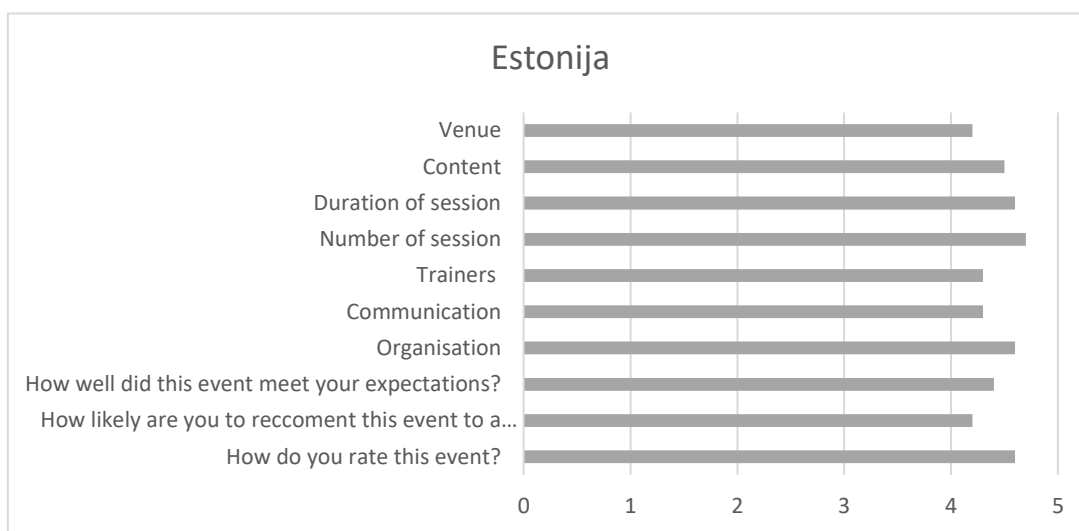 Estonija
Venue
Content
Duration of session
Number of session
Trainers
Communication
Organisation
How well did this event meet your expectations?
How likely are you to reccoment this event to a...
How do you rate this event?
0 1 2 3 4 5